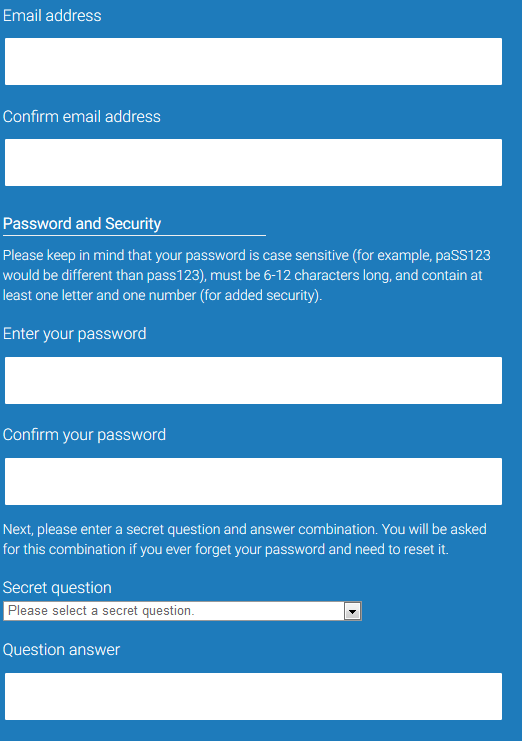 Email address
Confirm email address
Password and Security
Please keep in mind that your password is case sensitive (for example, paSS123
would be different than pass123), must be 6-12 characters long, and contain at
least one letter and one number (for added security).
Enter your password
Confirm your password
Next, please enter a secret question and answer combination. You will be asked
for this combination if you ever forget your password and need to reset it.
Secret question
Please select a secret question.
Question answer